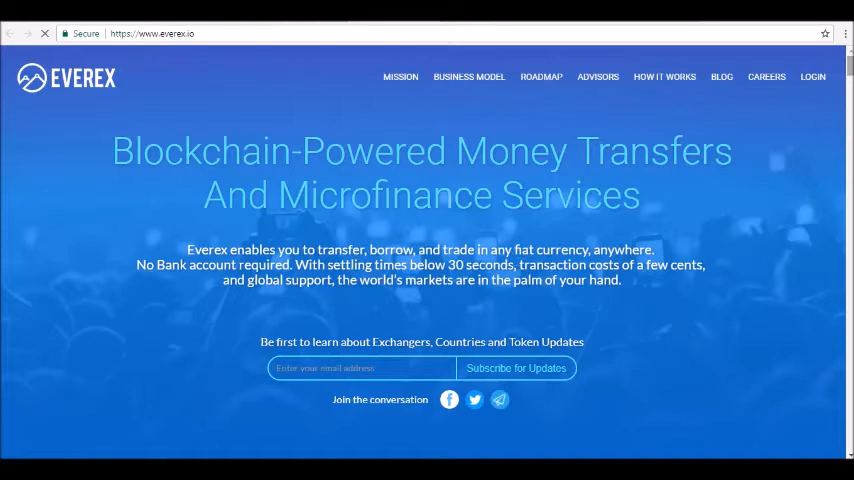 Secure https://www.everex.io
EVEREX
MISSION BUSINESS MODEL ROADMAP ADVISORS HOW IT WORKS BLOG CAREERS LOGIN
Blockchain-Powered Money Transfers
And Microfinance Services
Everex enables you to transfer, borrow, and trade in any fiat currency, anywhere.
No Bank account required. With settling times below 30 seconds, transaction costs of a few cents,
and global support, the world's markets are in the palm of your hand.
Be first to learn about Exchangers, Countries and Token Updates
Enter your email address Subscribe for Updates
Join the conversation